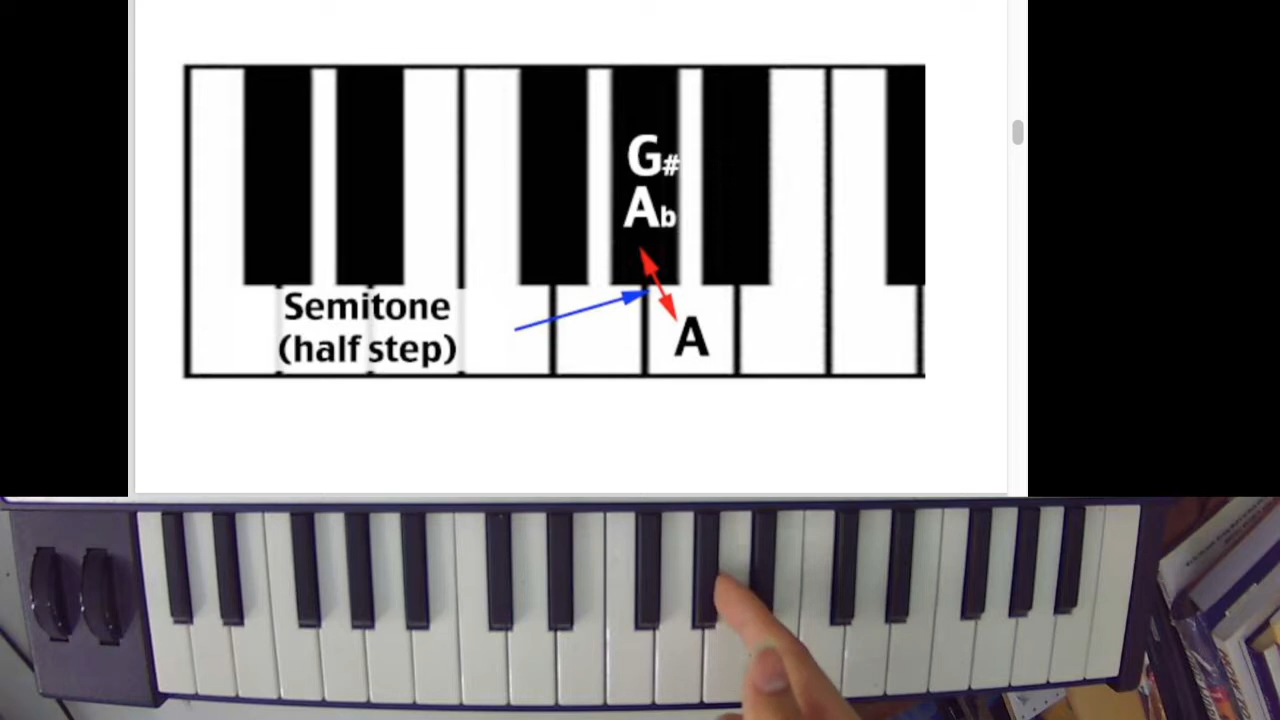 G#
Ab
Semitone
(half step)
A